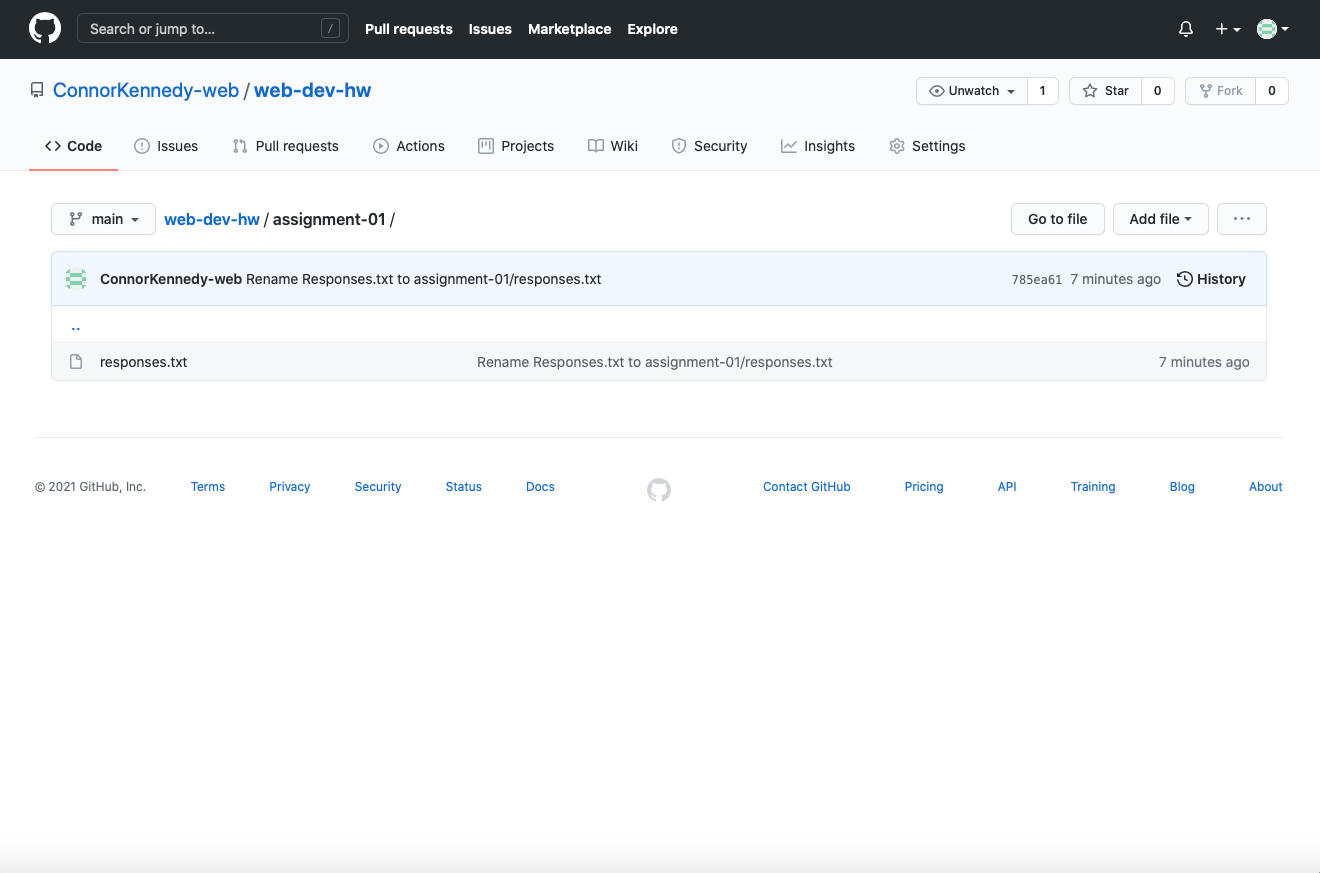 Search or jump to... /
Pull requests Issues Marketplace Explore
ConnorKennedy-web / web-dev-hw
Unwatch 1 Star 0 Fork 0
Code Issues Pull requests Actions Projects Wiki Security Insights Settings
main web-dev-hw / assignment-01 /
Go to file Add file ...
ConnorKennedy-web Rename Responses.txt to assignment-01/responses.txt 785ea61 7 minutes ago History
..
responses.txt Rename Responses.txt to assignment-01/responses.txt 7 minutes ago
© 2021 GitHub, Inc. Terms Privacy Security Status Docs Contact GitHub Pricing API Training Blog About